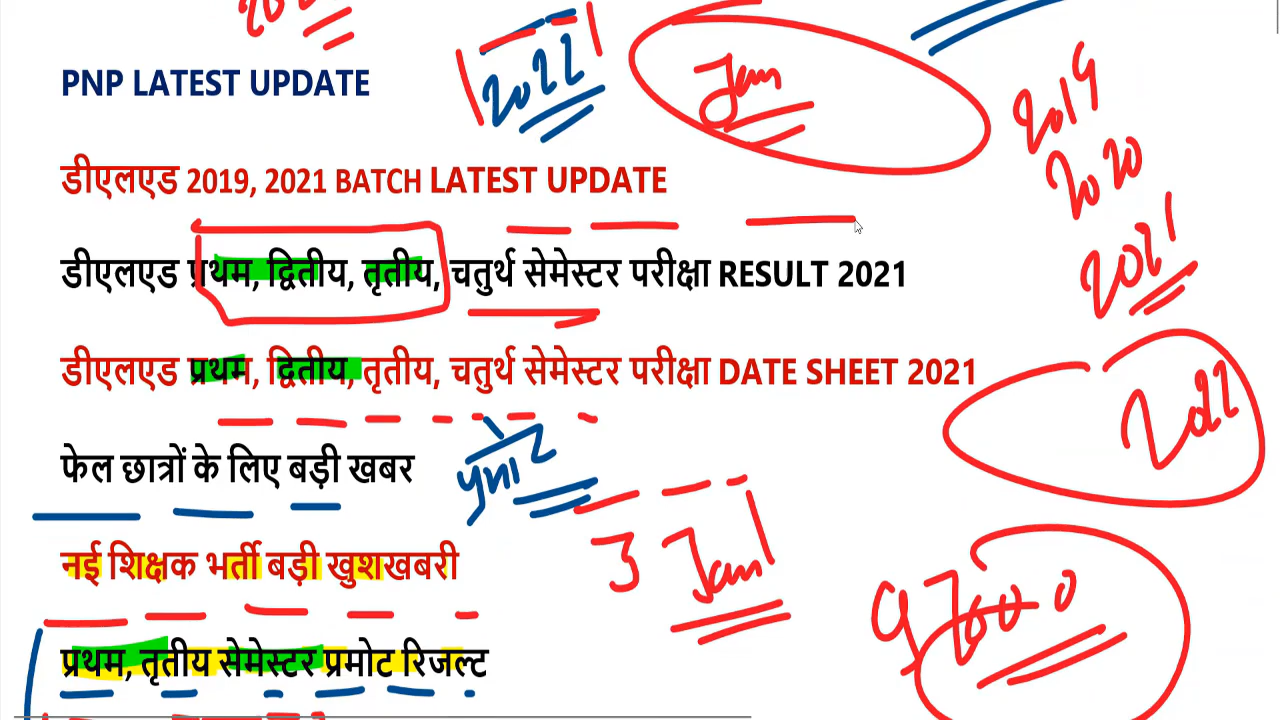 2022
Jan
PNP LATEST UPDATE
2019
2020
2021
डीएलएड 2019, 2021 BATCH LATEST UPDATE
डीएलएड प्रथम, द्वितीय, तृतीय, चतुर्थ सेमेस्टर परीक्षा RESULT 2021
डीएलएड प्रथम, द्वितीय, तृतीय, चतुर्थ सेमेस्टर परीक्षा DATE SHEET 2021
2022
फेल छात्रों के लिए बड़ी खबर
3 Jan
नई शिक्षक भर्ती बड़ी खुशखबरी
97000
प्रथम, तृतीय सेमेस्टर प्रमोट रिजल्ट